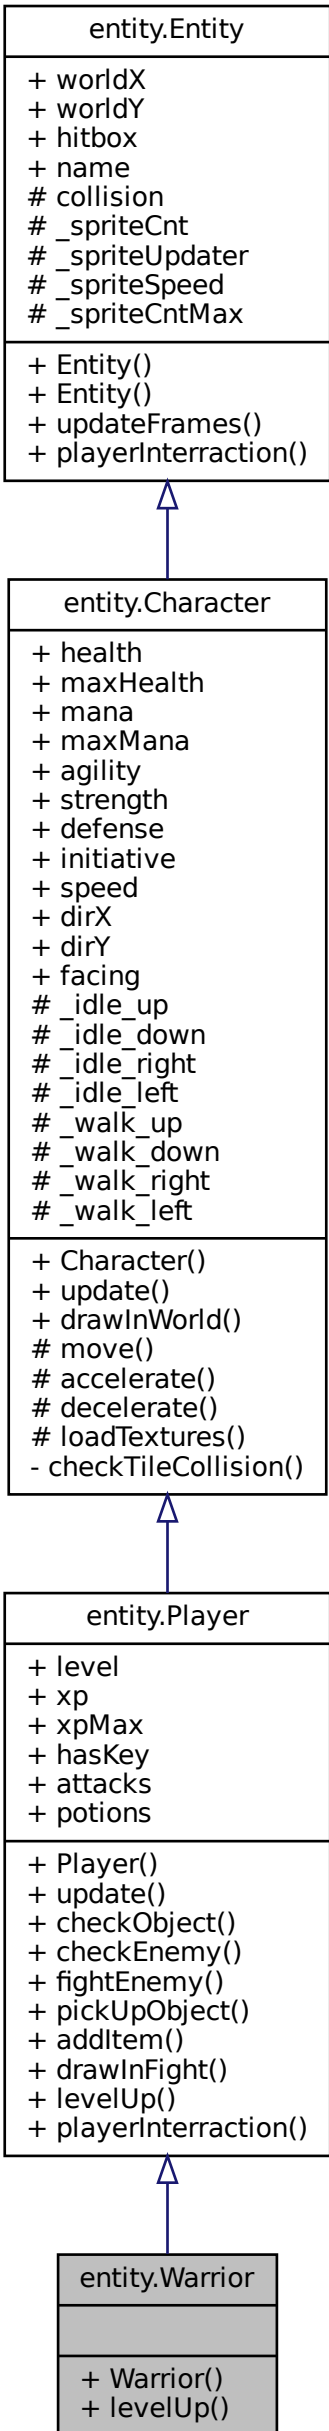 entity.Entity
+ worldX
+ worldY
+ hitbox
+ name
# collision
# _spriteCnt
# _spriteUpdater
# _spriteSpeed
# _spriteCntMax
+ Entity()
+ Entity()
+ updateFrames()
+ playerInterraction()
entity.Character
+ health
+ maxHealth
+ mana
+ maxMana
+ agility
+ strength
+ defense
+ initiative
+ speed
+ dirX
+ dirY
+ facing
# _idle_up
# _idle_down
# _idle_right
# _idle_left
# _walk_up
# _walk_down
# _walk_right
# _walk_left
+ Character()
+ update()
+ drawInWorld()
# move()
# accelerate()
# decelerate()
# loadTextures()
- checkTileCollision()
entity.Player
+ level
+ xp
+ xpMax
+ hasKey
+ attacks
+ potions
+ Player()
+ update()
+ checkObject()
+ checkEnemy()
+ fightEnemy()
+ pickUpObject()
+ addItem()
+ drawInFight()
+ levelUp()
+ playerInterraction()
entity.Warrior
+ Warrior()
+ levelUp()